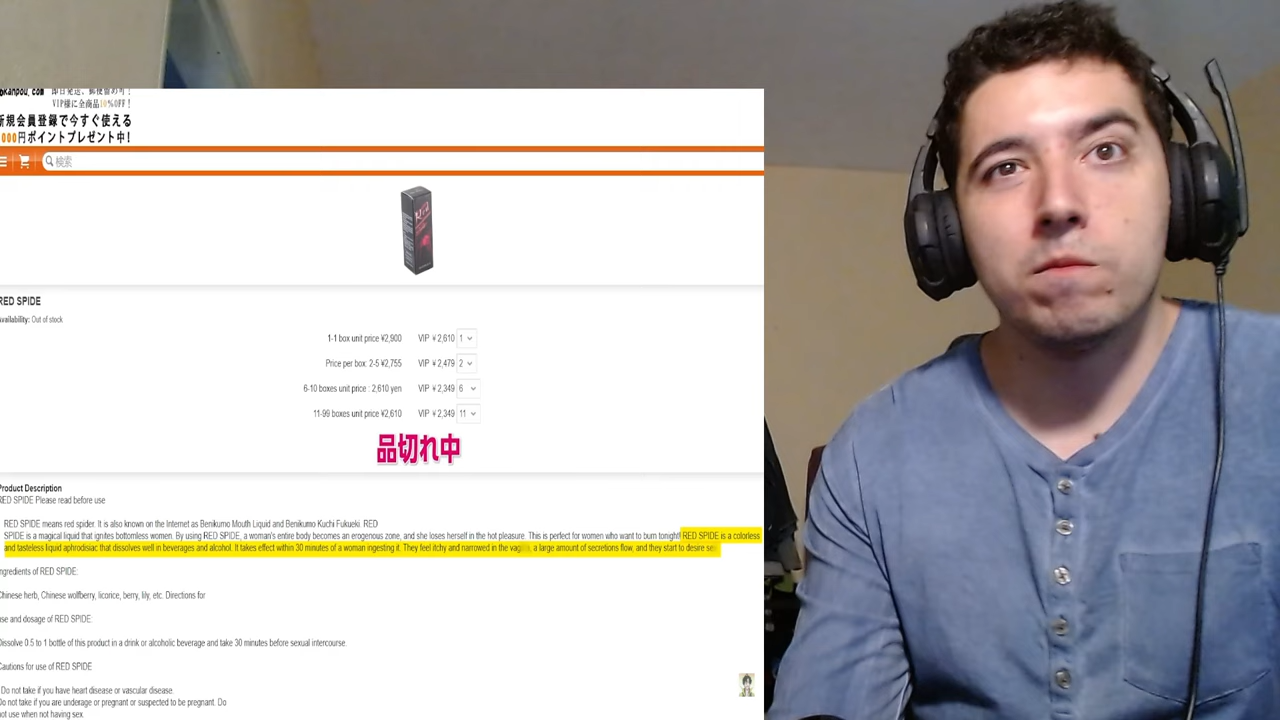 okanpou.com 即日発送、郵便留め可！
VIP様に全商品10%OFF！
新規会員登録で今すぐ使える
000円ポイントプレゼント中！
検索
RED SPIDE
Availability: Out of stock
1-1 box unit price ¥2,900 VIP ¥ 2,610 1
Price per box: 2-5 ¥2,755 VIP ¥ 2,479 2
6-10 boxes unit price : 2,610 yen VIP ¥ 2,349 6
11-99 boxes unit price ¥2,610 VIP ¥ 2,349 11
品切れ中
Product Description
RED SPIDE Please read before use
RED SPIDE means red spider. It is also known on the Internet as Benikumo Mouth Liquid and Benikumo Kuchi Fukueki. RED
SPIDE is a magical liquid that ignites bottomless women. By using RED SPIDE, a woman's entire body becomes an erogenous zone, and she loses herself in the hot pleasure. This is perfect for women who want to burn tonight! RED SPIDE is a colorless
and tasteless liquid aphrodisiac that dissolves well in beverages and alcohol. It takes effect within 30 minutes of a woman ingesting it. They feel itchy and narrowed in the vag , a large amount of secretions flow, and they start to desire se
ngredients of RED SPIDE:
Chinese herb, Chinese wolfberry, licorice, berry, lily, etc. Directions for
use and dosage of RED SPIDE:
Dissolve 0.5 to 1 bottle of this product in a drink or alcoholic beverage and take 30 minutes before sexual intercourse.
Cautions for use of RED SPIDE
Do not take if you have heart disease or vascular disease.
Do not take if you are underage or pregnant or suspected to be pregnant. Do
not use when not having sex.